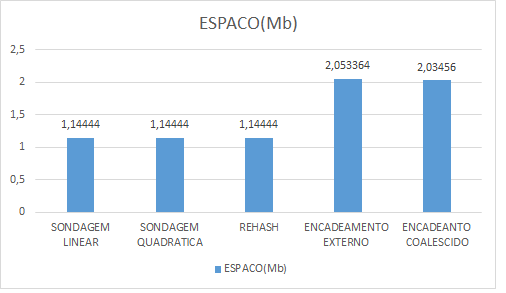 ESPACO(Mb)
2,5
2
1,5
1
0,5
0
1,14444
1,14444
1,14444
2,053364
2,03456
SONDAGEM
LINEAR
SONDAGEM
QUADRATICA
REHASH
ENCADEAMENTO
EXTERNO
ENCADEANTO
COALESCIDO
ESPACO(Mb)